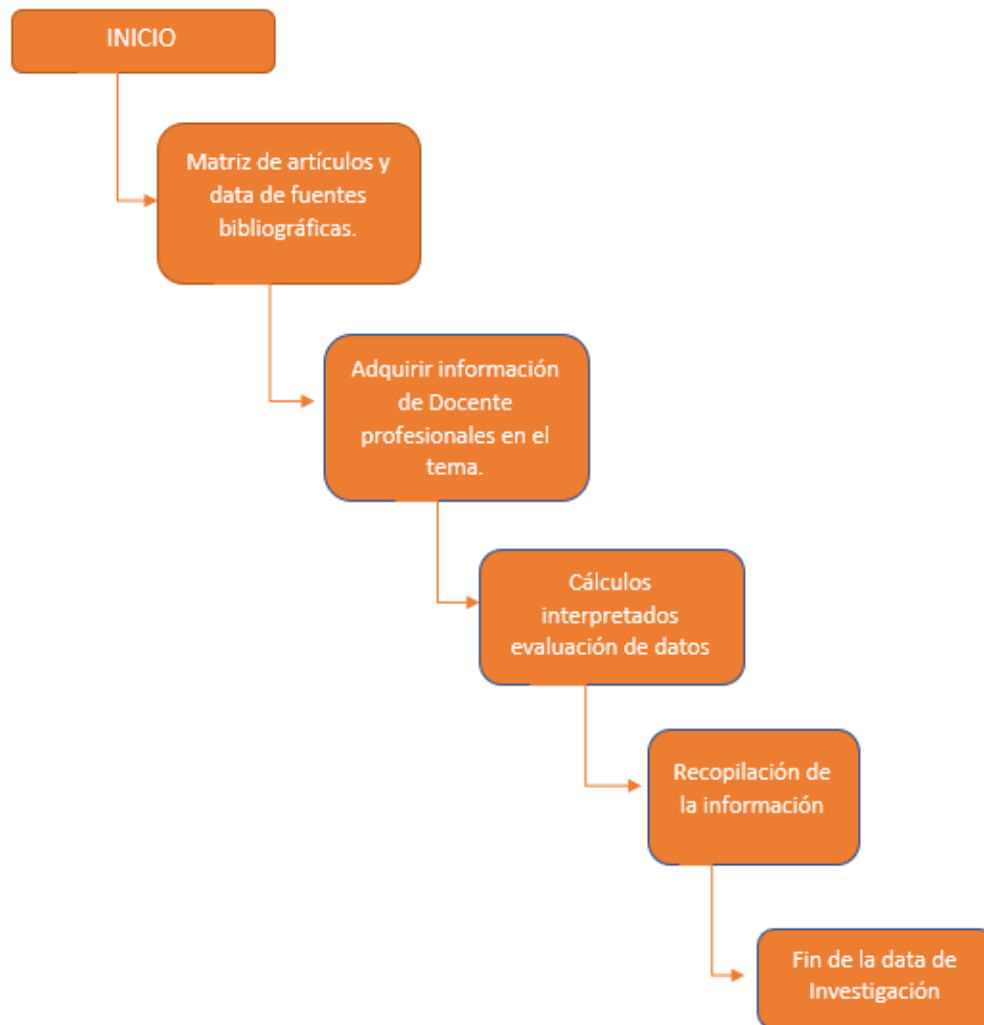 INICIO
Matriz de artículos y
data de fuentes
bibliográficas.
Adquirir información
de Docente
profesionales en el
tema.
Cálculos
interpretados
evaluación de datos
Recopilación de
la información
Fin de la data de
Investigación